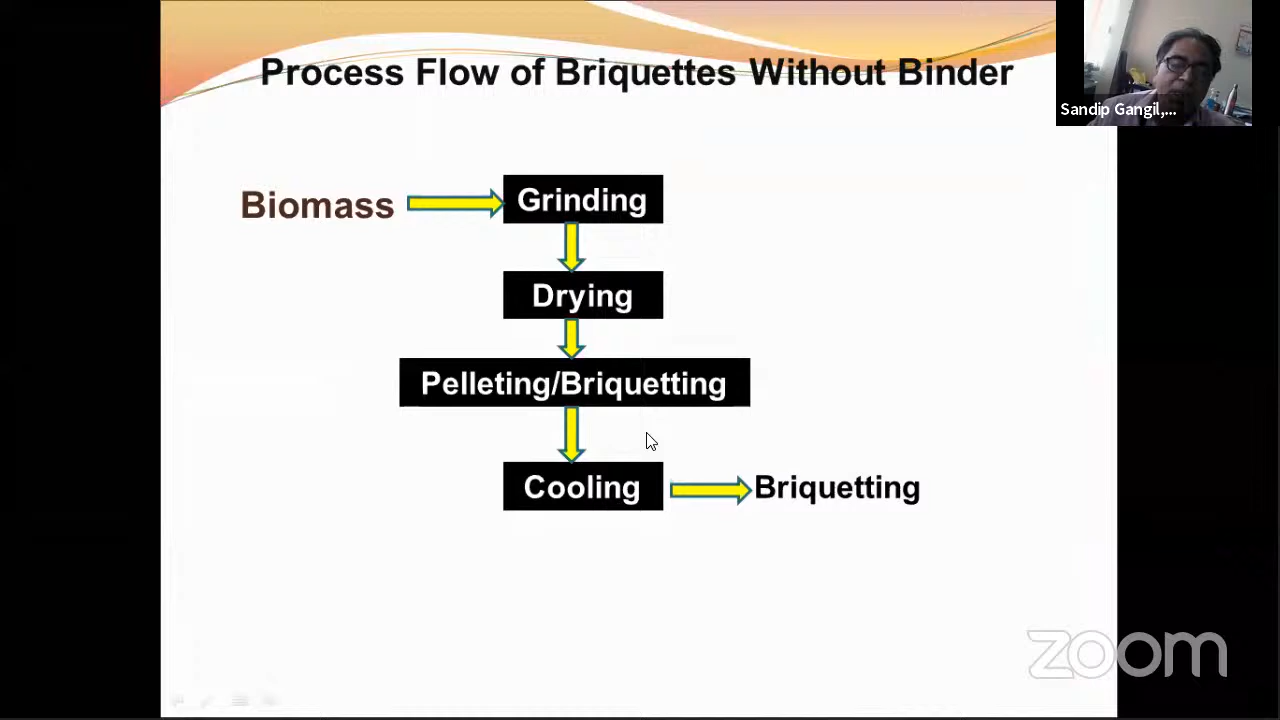 Process Flow of Briquettes Without Binder
Sandip Gangil,...
Biomass
Grinding
Drying
Pelleting/Briquetting
Cooling
Briquetting
zoom